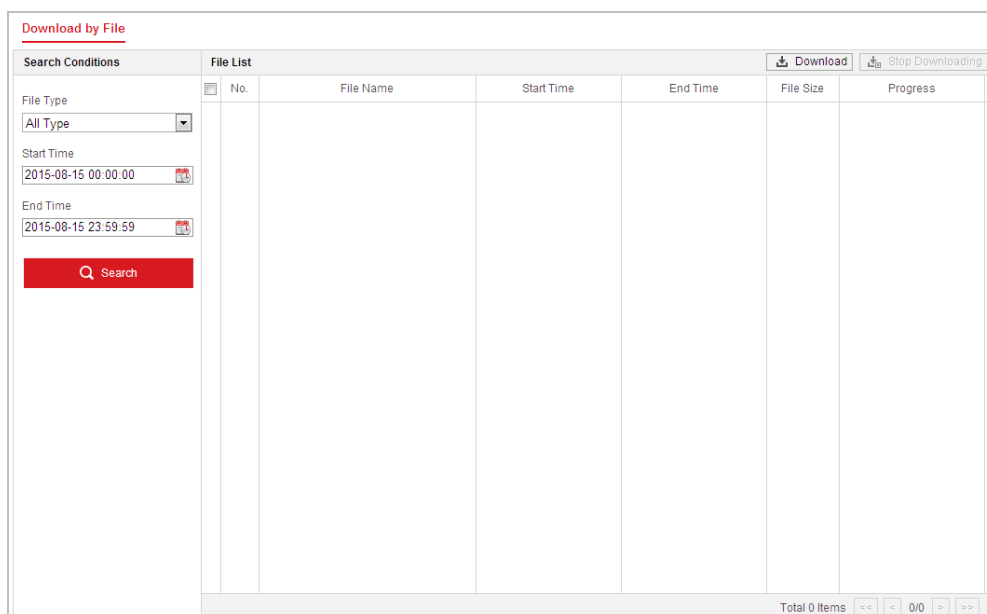 Download by File
Search Conditions
File Type
All Type
Start Time
2015-08-15 00:00:00
End Time
2015-08-15 23:59:59
Search
File List
Download
Stop Downloading
No. File Name Start Time End Time File Size Progress
Total 0 Items << < 0/0 > >>